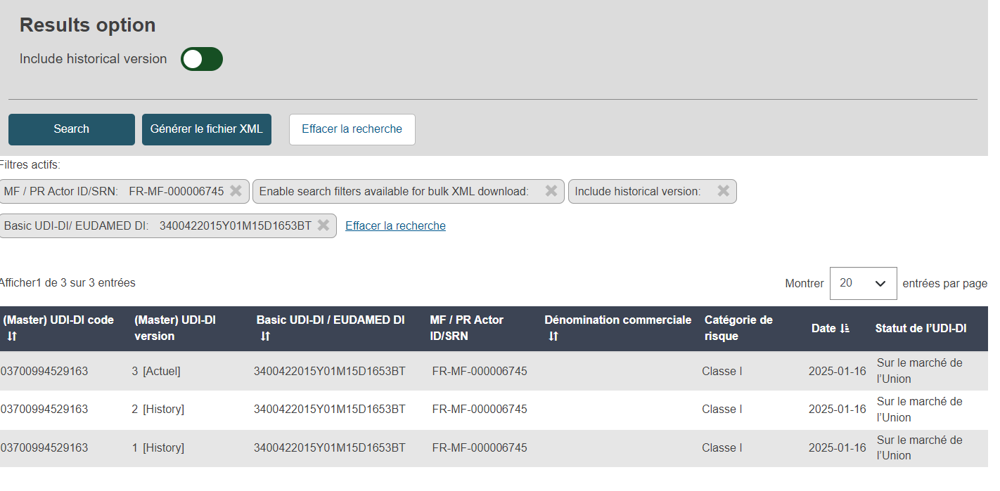 Results option
Include historical version
Search Générer le fichier XML Effacer la recherche
Filtres actifs:
MF / PR Actor ID/SRN: FR-MF-000006745 Enable search filters available for bulk XML download: Include historical version:
Basic UDI-DI/ EUDAMED DI: 3400422015Y01M15D1653BT Effacer la recherche
Afficher1 de 3 sur 3 entrées Montrer 20 entrées par page
(Master) UDI-DI code (Master) UDI-DI version Basic UDI-DI / EUDAMED DI MF / PR Actor ID/SRN Dénomination commerciale Catégorie de risque Date Statut de l’UDI-DI
03700994529163 3 [Actuel] 3400422015Y01M15D1653BT FR-MF-000006745 Classe I 2025-01-16 Sur le marché de l’Union
03700994529163 2 [History] 3400422015Y01M15D1653BT FR-MF-000006745 Classe I 2025-01-16 Sur le marché de l’Union
03700994529163 1 [History] 3400422015Y01M15D1653BT FR-MF-000006745 Classe I 2025-01-16 Sur le marché de l’Union